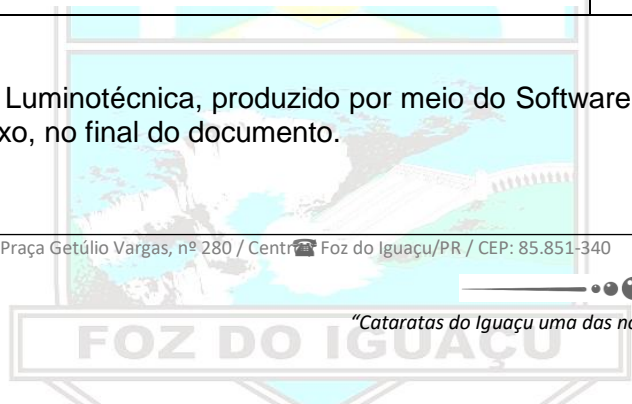 Luminotécnica, produzido por meio do Software
xo, no final do documento.
Praça Getúlio Vargas, nº 280 / Centr☎ Foz do Iguaçu/PR / CEP: 85.851-340
"Cataratas do Iguaçu uma das
FOZ DO IGUAÇU